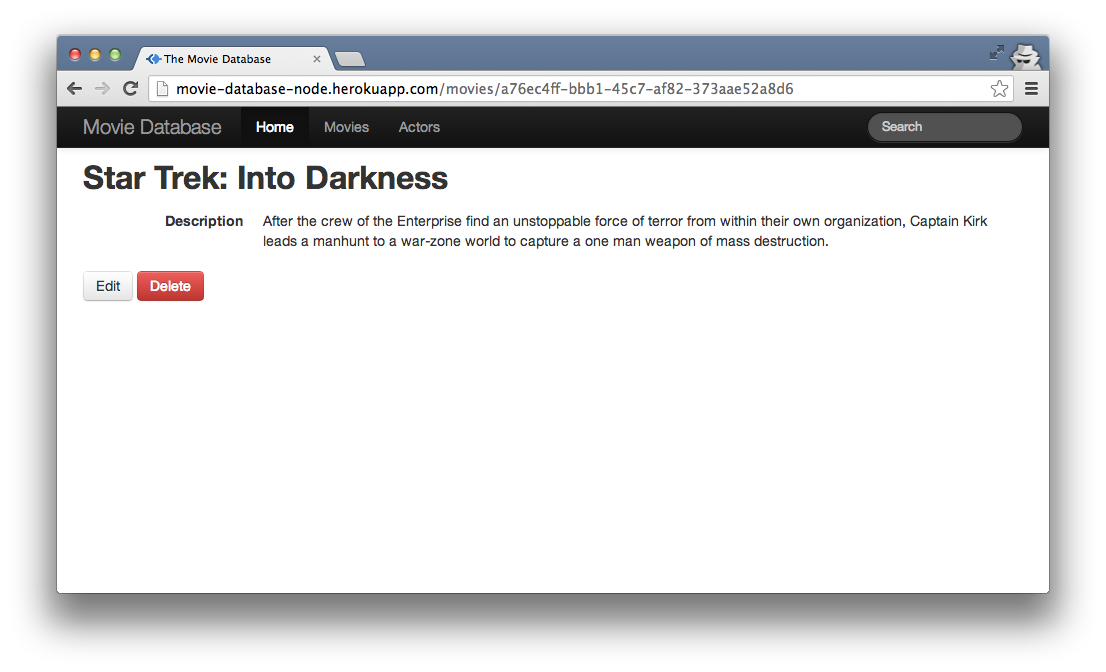 The Movie Database
movie-database-node.herokuapp.com/movies/a76ec4ff-bbb1-45c7-af82-373aae52a8d6
Movie Database Home Movies Actors Search
Star Trek: Into Darkness
Description After the crew of the Enterprise find an unstoppable force of terror from within their own organization, Captain Kirk
leads a manhunt to a war-zone world to capture a one man weapon of mass destruction.
Edit Delete